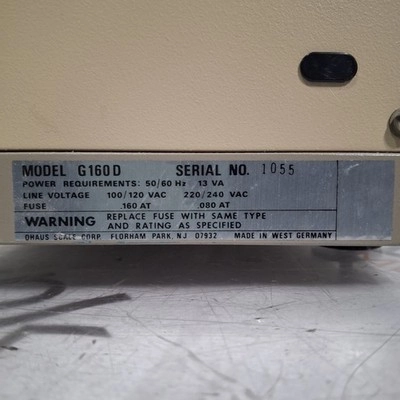 MODEL G160D SERIAL NO. 1055
POWER REQUIREMENTS: 50/60 Hz 13 VA
LINE VOLTAGE 100/120 VAC 220/240 VAC
FUSE .160 AT .080 AT
WARNING REPLACE FUSE WITH SAME TYPE
AND RATING AS SPECIFIED
OHAUS SCALE CORP. FLORHAM PARK, NJ 07932 MADE IN WEST GERMANY